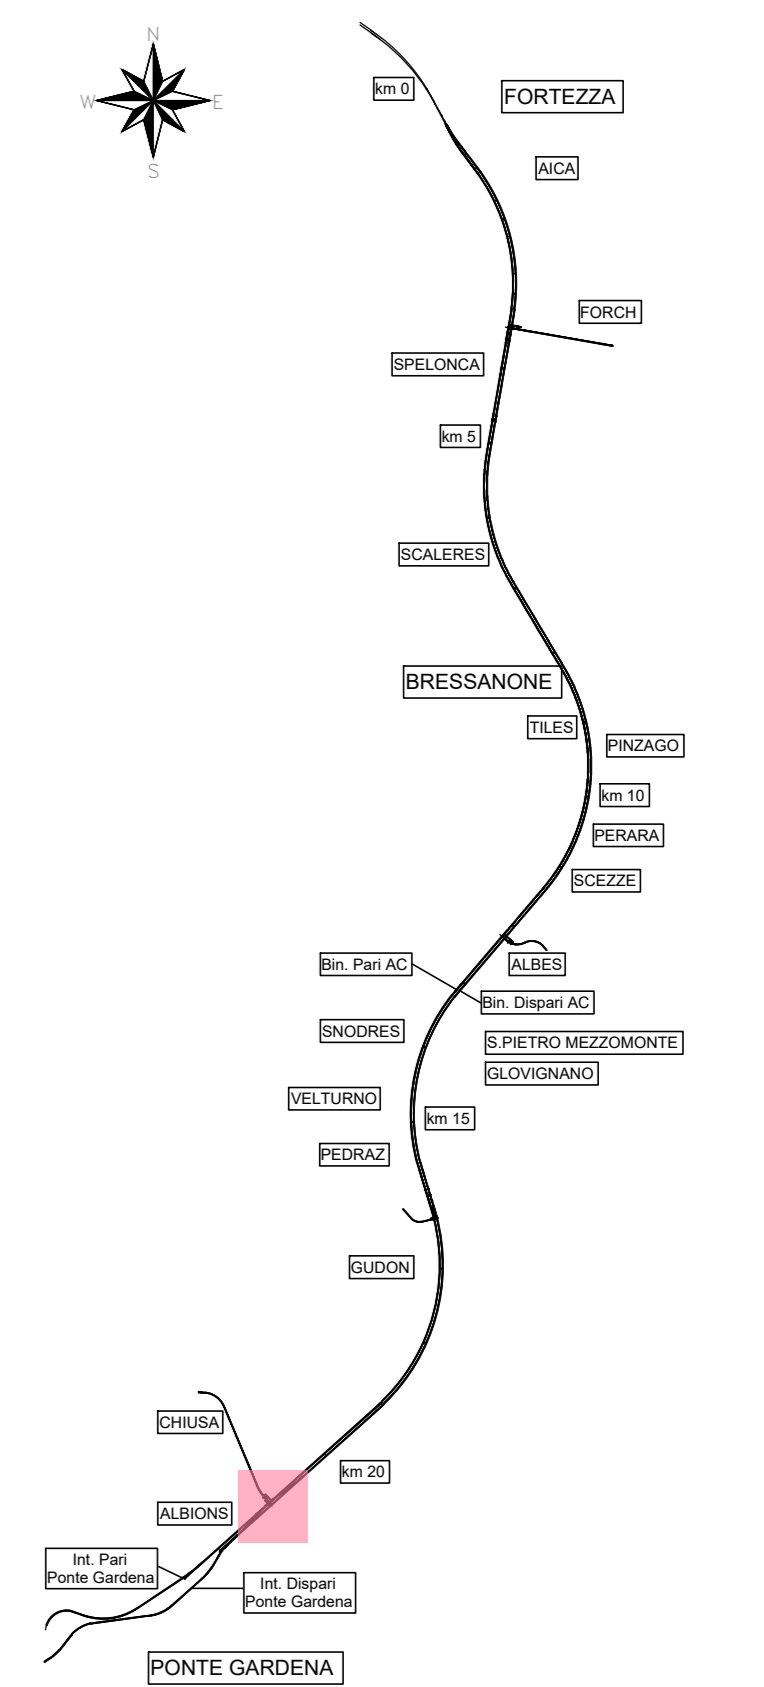 N
W
E
S
km 0
FORTEZZA
AICA
FORCH
SPELONCA
km 5
SCALERES
BRESSANONE
TILES
PINZAGO
km 10
PERARA
SCEZZE
ALBES
Bin. Pari AC
Bin. Dispari AC
SNODRES
S.PIETRO MEZZOMONTE
GLOVIGNANO
VELTURNO
km 15
PEDRAZ
GUDON
CHIUSA
km 20
ALBIONS
Int. Pari
Ponte Gardena
Int. Dispari
Ponte Gardena
PONTE GARDENA